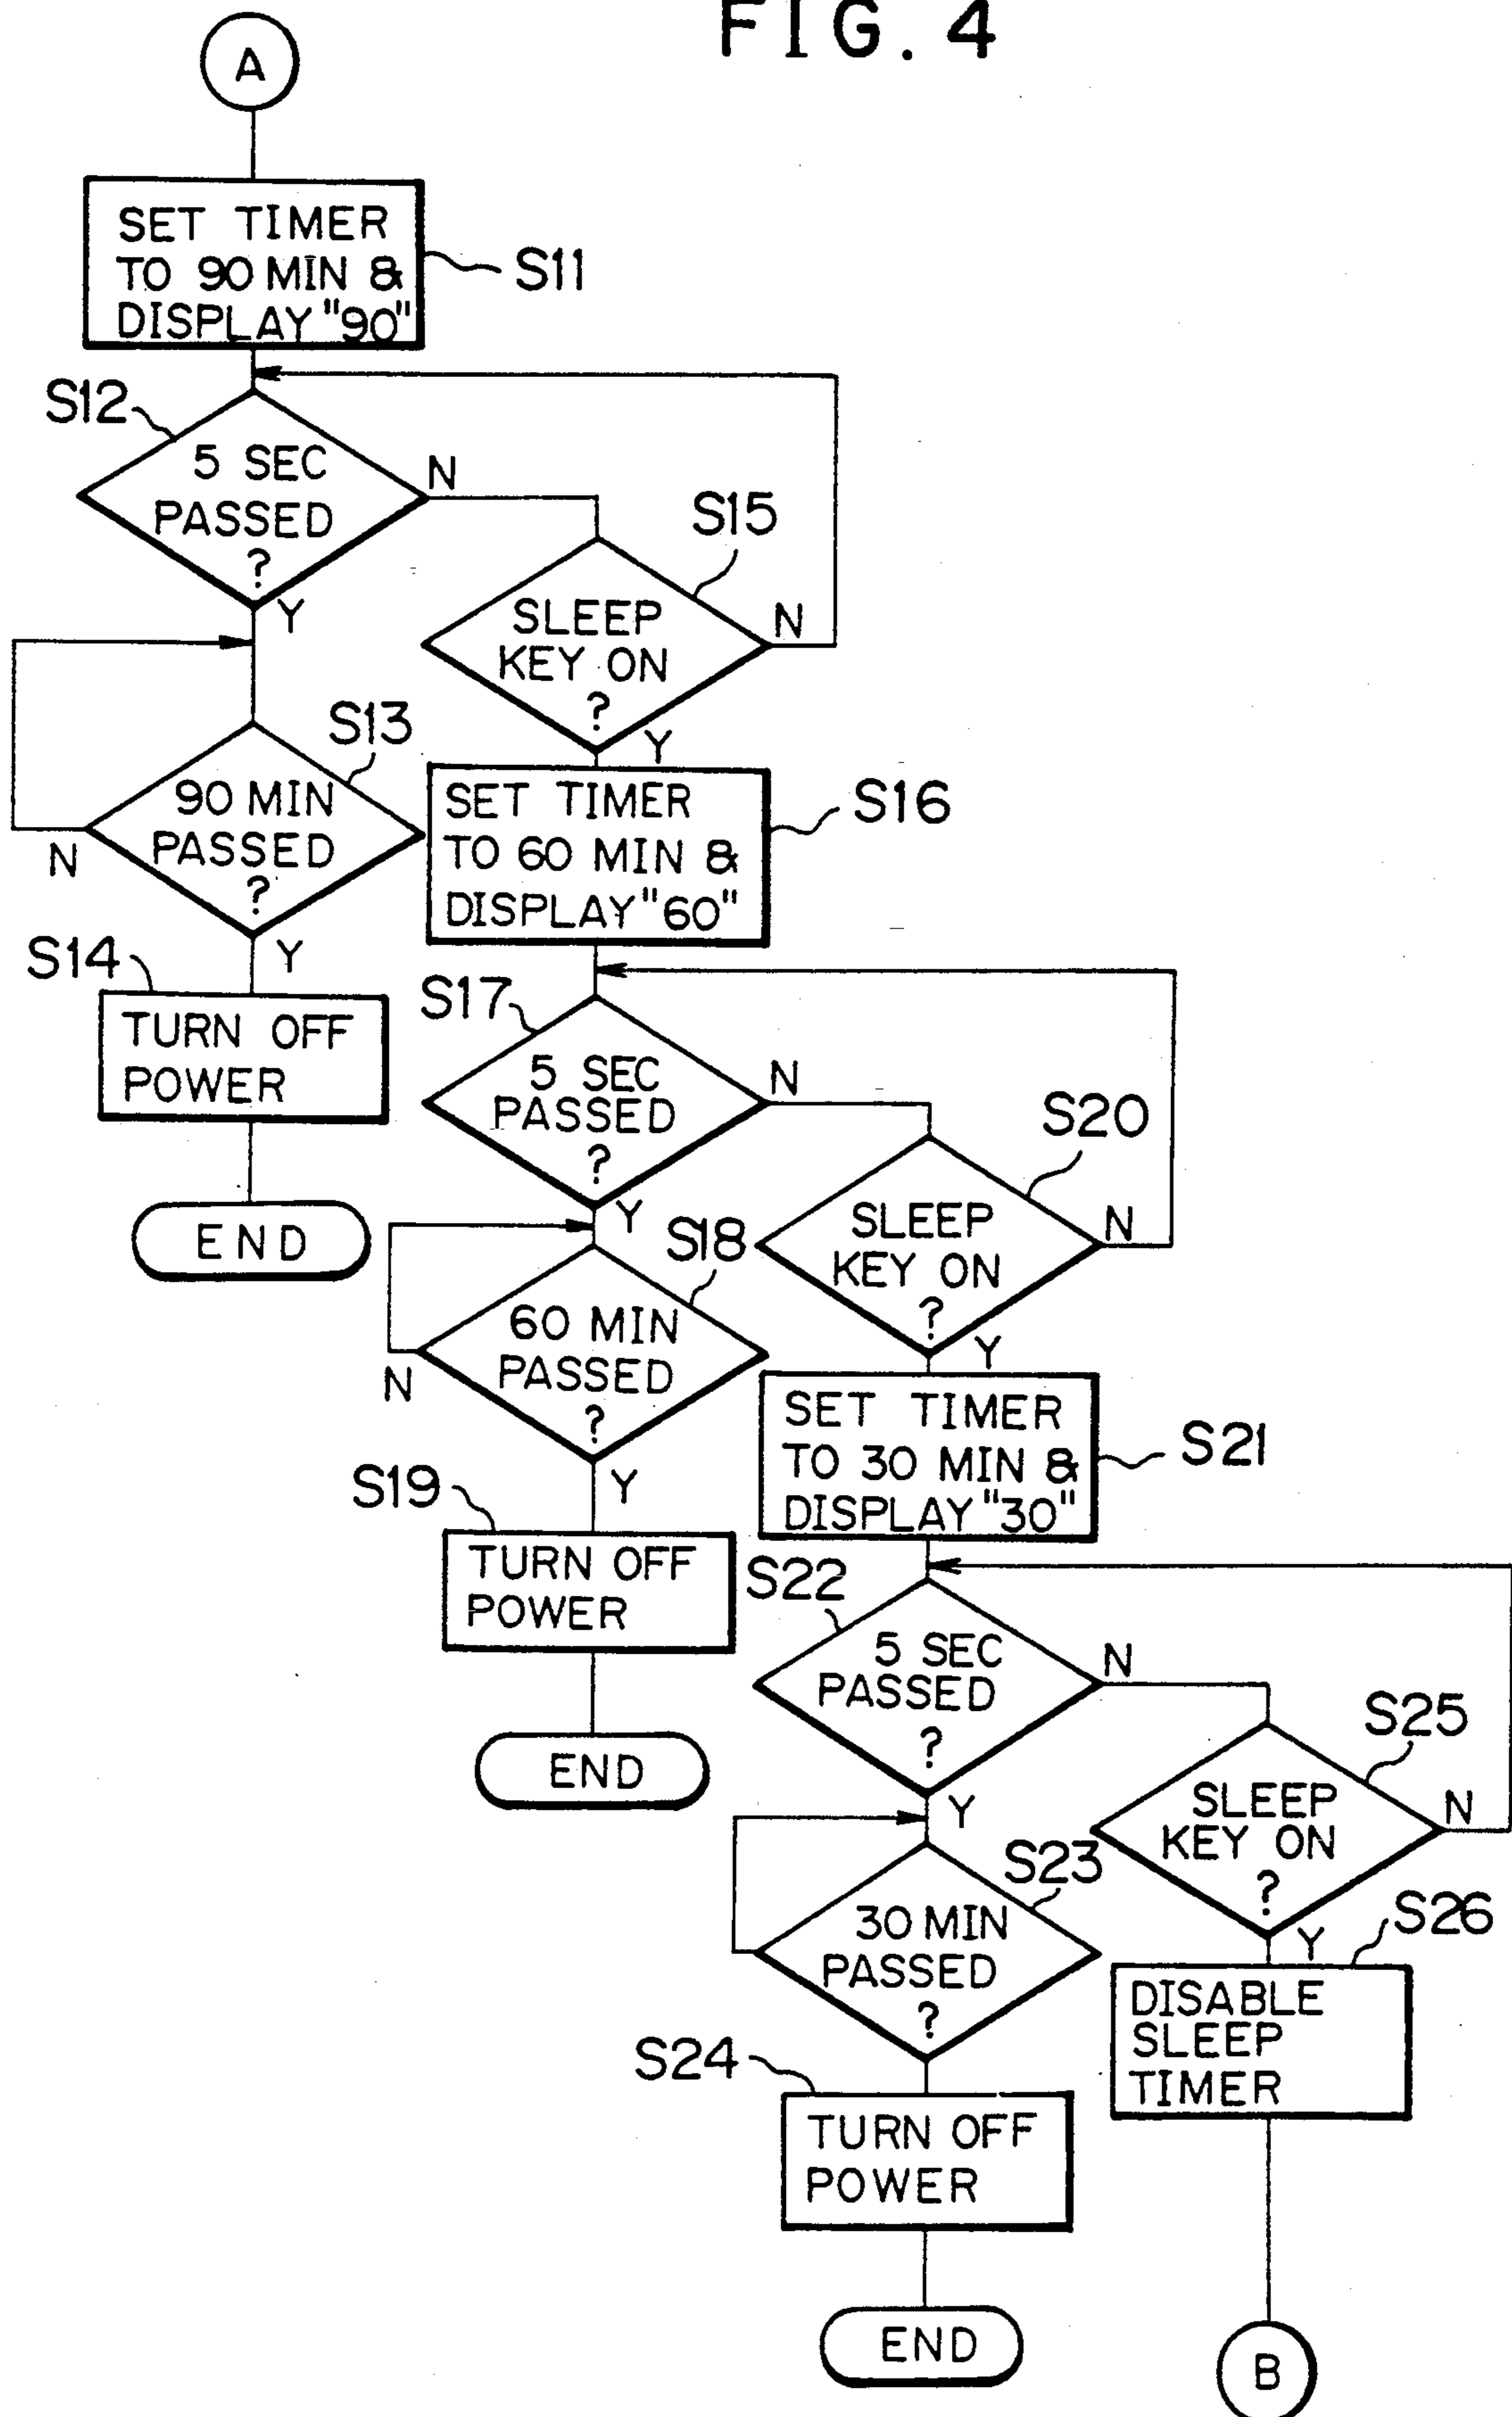 FIG. 4
A
SET TIMER
TO 90 MIN &
DISPLAY "90"
S11
S12
5 SEC
PASSED
?
N
Y
S15
SLEEP
KEY ON
?
N
Y
S13
90 MIN
PASSED
?
N
Y
S16
SET TIMER
TO 60 MIN &
DISPLAY "60"
S14
TURN OFF
POWER
END
S17
5 SEC
PASSED
?
N
Y
S20
SLEEP
KEY ON
?
N
Y
S18
60 MIN
PASSED
?
N
Y
S21
SET TIMER
TO 30 MIN &
DISPLAY "30"
S19
TURN OFF
POWER
END
S22
5 SEC
PASSED
?
N
Y
S25
SLEEP
KEY ON
?
N
Y
S23
30 MIN
PASSED
?
S26
DISABLE
SLEEP
TIMER
S24
TURN OFF
POWER
END
B